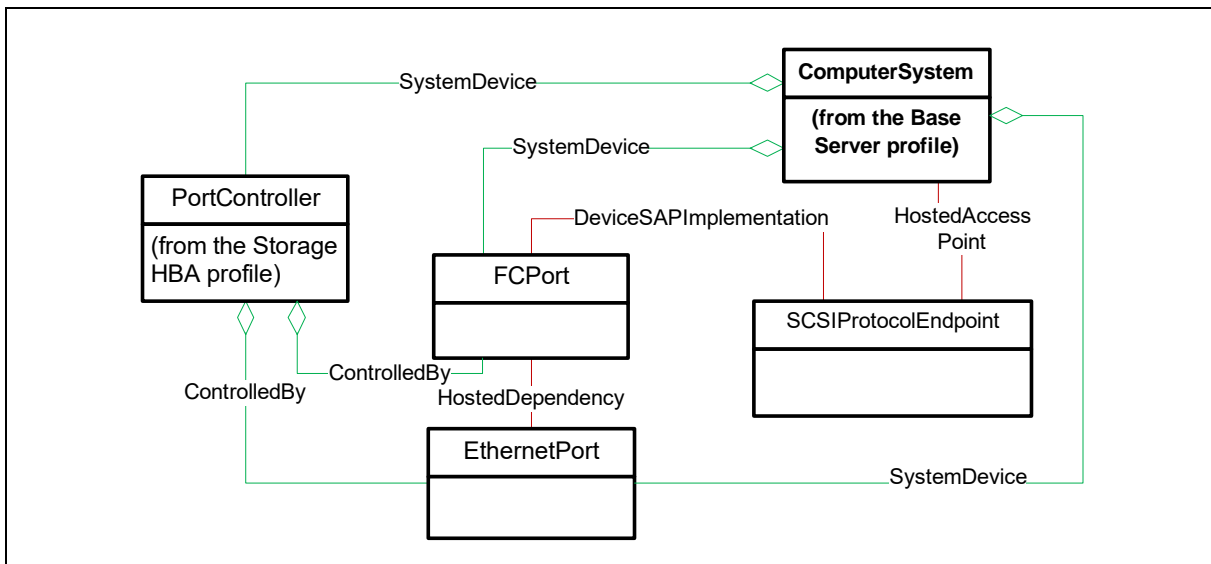 SystemDevice
ComputerSystem
(from the Base
Server profile)
SystemDevice
PortController
(from the Storage
HBA profile)
DeviceSAPImplementation
HostedAccess
Point
FCPort
SCSIProtocolEndpoint
ControlledBy
ControlledBy
HostedDependency
EthernetPort
SystemDevice